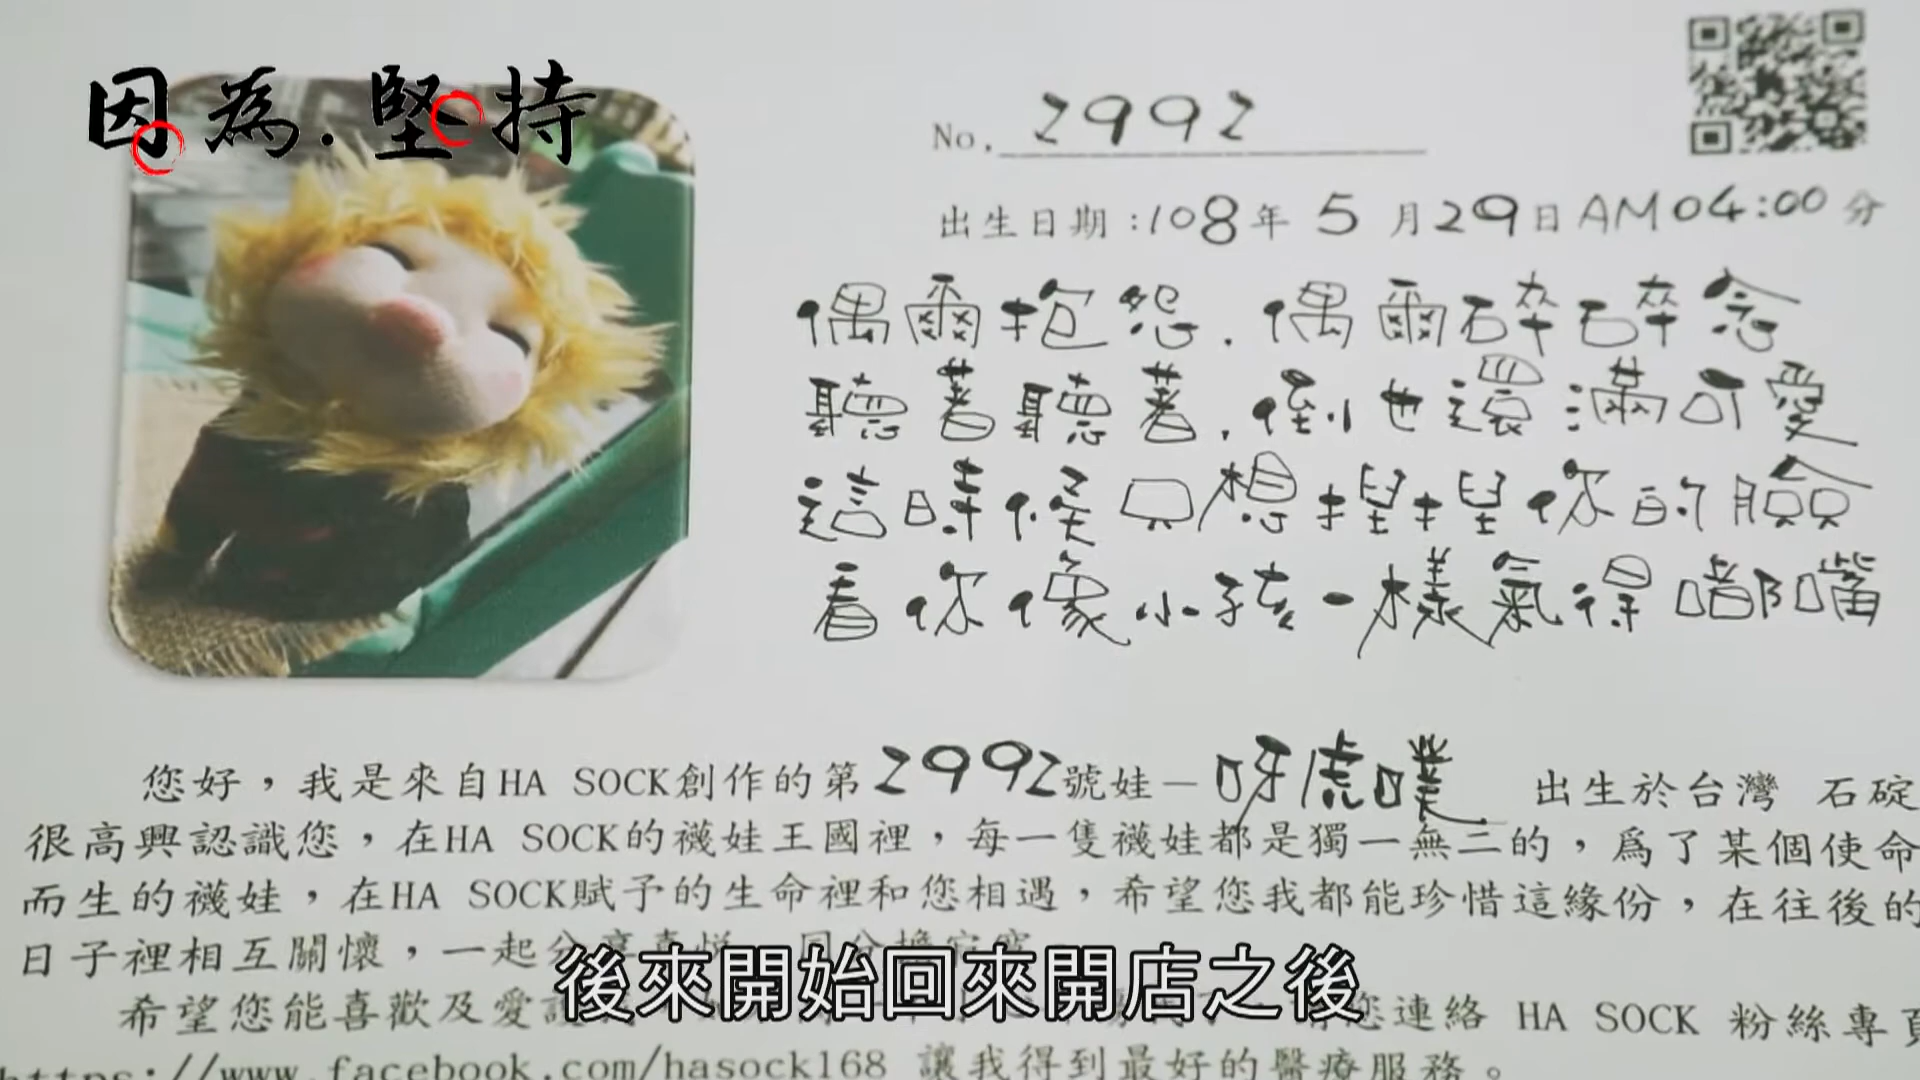 因為.堅持
No. 2992
出生日期:108年 5 月29日AM04:00分
偶爾抱怨.偶爾碎碎念
聽著聽著.倒也還滿可愛
這時候只想捏捏你的臉
看你像小孩一樣氣得嘟嘴
您好,我是來自HA SOCK創作的第2992號娃—呀虎噗 出生於台灣 石碇
很高興認識您,在HA SOCK的襪娃王國裡,每一隻襪娃都是獨一無二的,爲了某個使命
而生的襪娃,在HA SOCK賦予的生命裡和您相遇,希望您我都能珍惜這緣份,在往後的
日子裡相互關懷,一起分享喜悅
後來開始回來開店之後
希望您能喜歡及愛 您連絡 HA SOCK 粉絲專頁
https://www.facebook.com/hasock168 讓我得到最好的醫療服務。